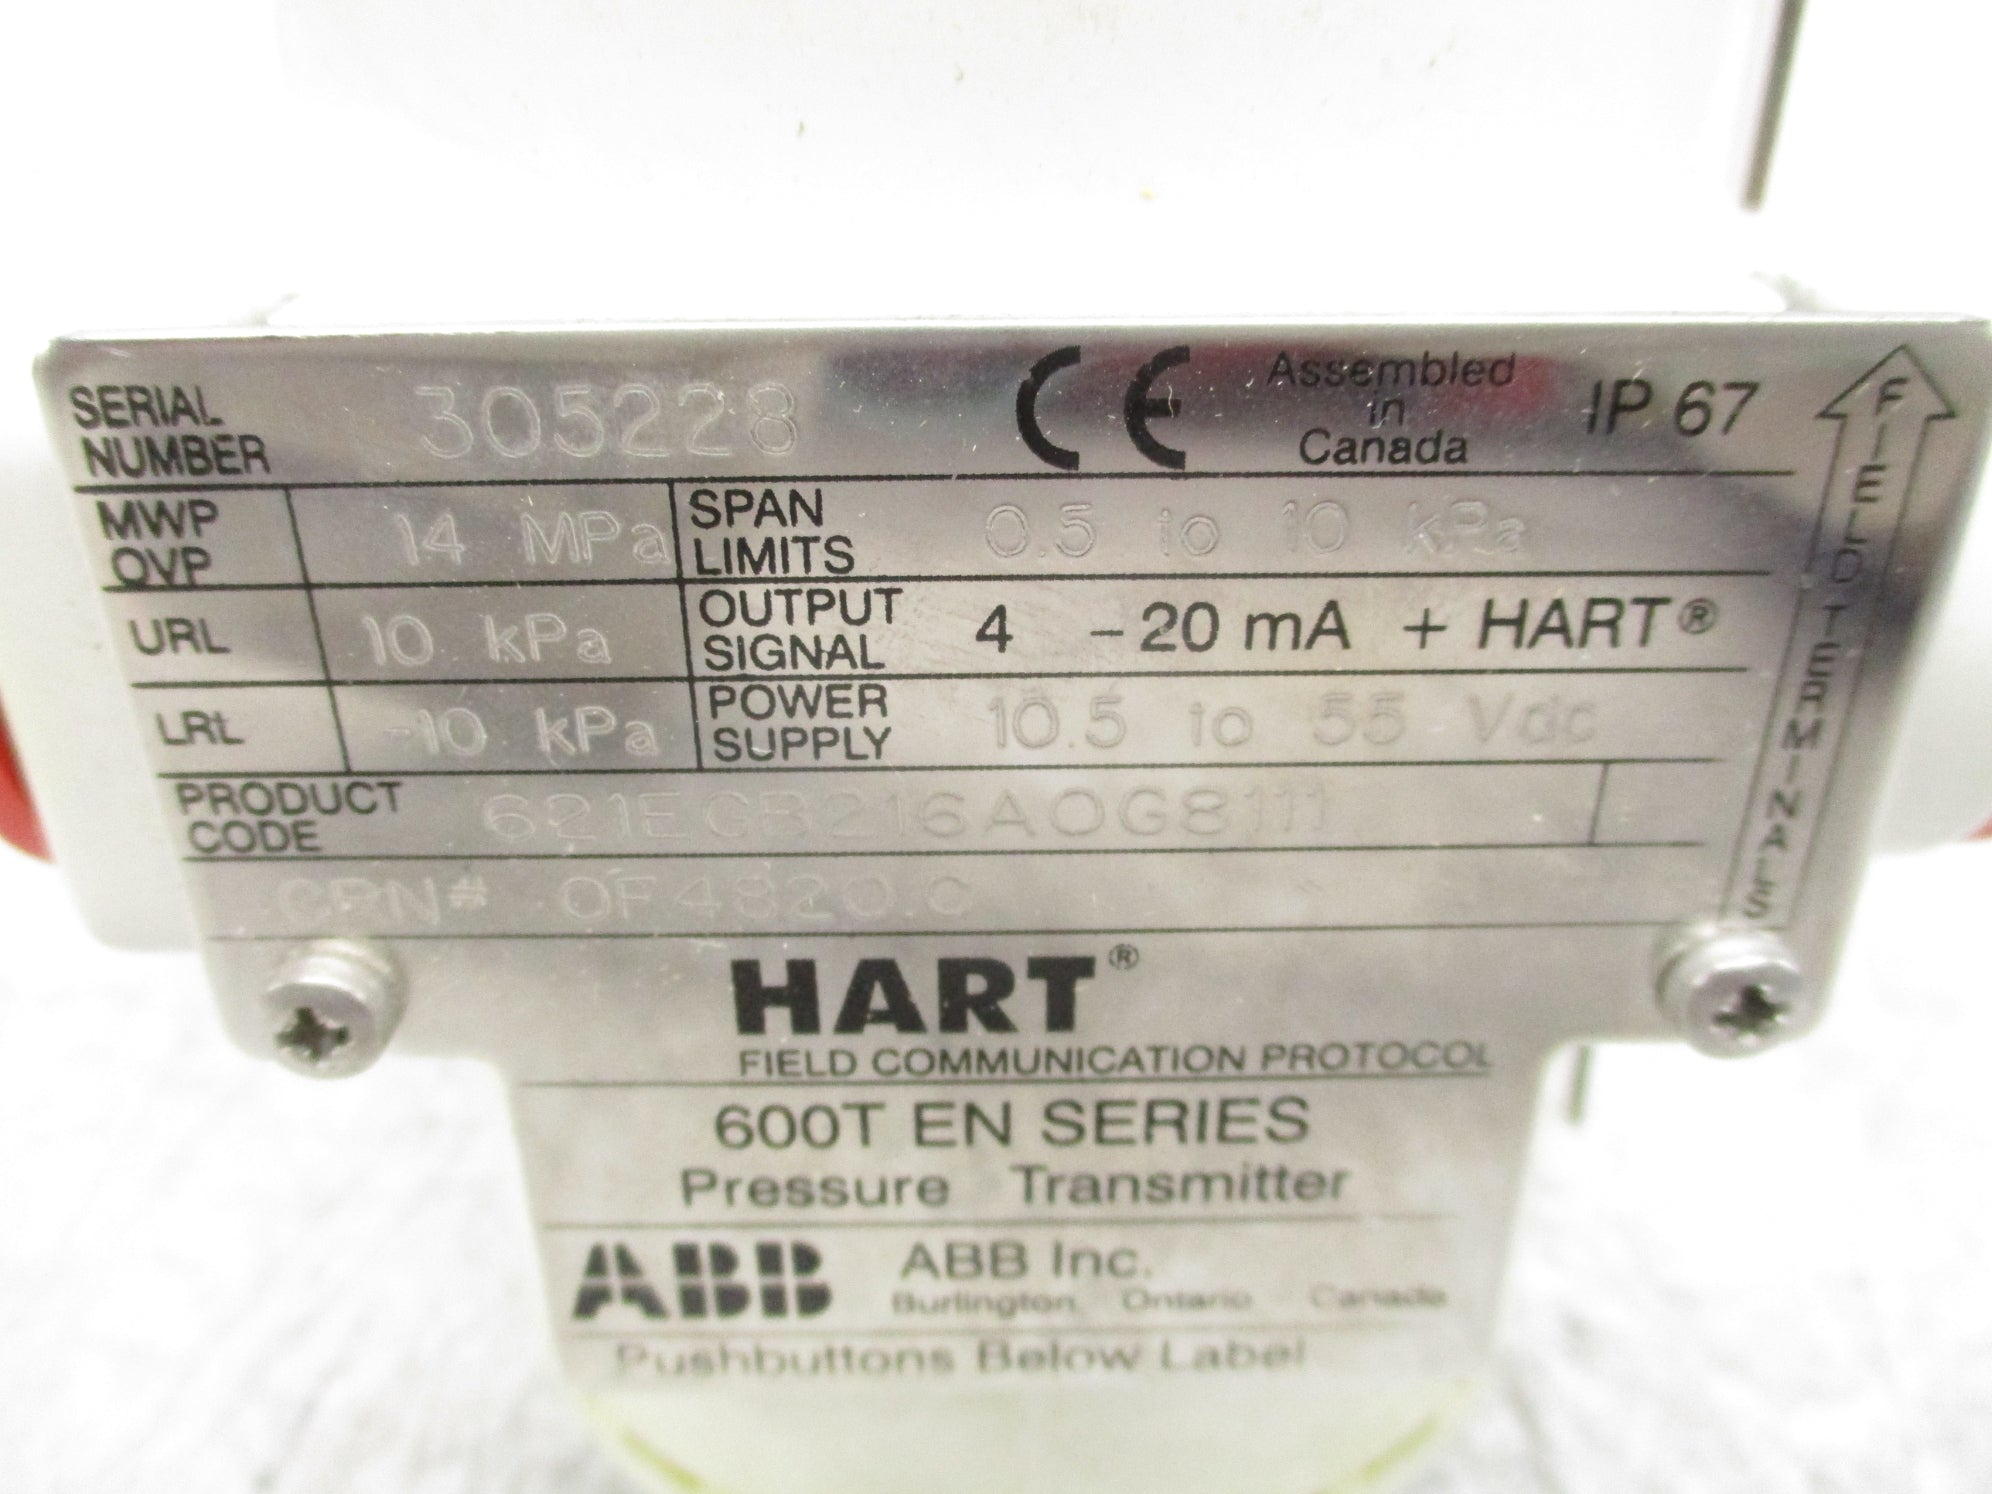 SERIAL NUMBER 305228 CE Assembled in Canada IP 67
MWP OVP 14 MPa SPAN LIMITS 0.5 to 10 kPa
URL 10 kPa OUTPUT SIGNAL 4 - 20 mA + HART®
LRL -10 kPa POWER SUPPLY 10.5 to 55 Vdc
PRODUCT CODE 621ECB216AOG8111
CRN# 0F4820.C
FIELD TERMINALS
HART®
FIELD COMMUNICATION PROTOCOL
600T EN SERIES
Pressure Transmitter
ABB ABB Inc.
Burlington, Ontario Canada
Pushbuttons Below Label